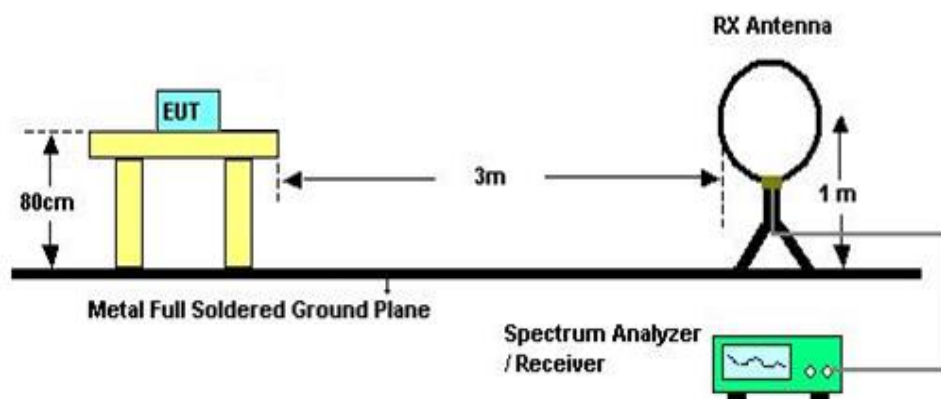 RX Antenna
EUT
80cm
3m
1 m
Metal Full Soldered Ground Plane
Spectrum Analyzer
/ Receiver